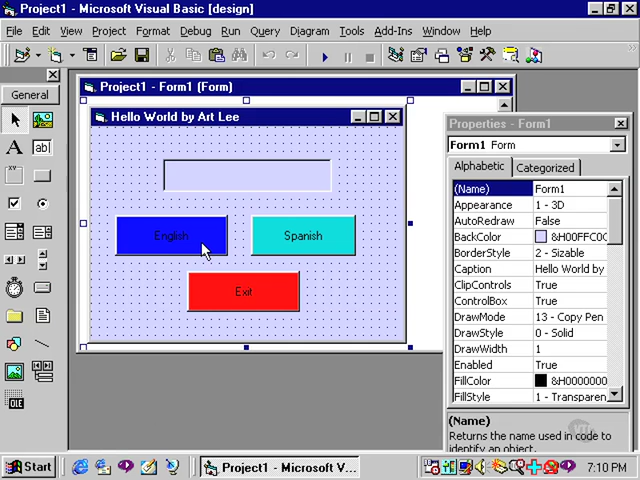 Project1 - Microsoft Visual Basic [design]
File Edit View Project Format Debug Run Query Diagram Tools Add-Ins Window Help
General
A
ab
xv
OLE
Project1 - Form1 (Form)
Hello World by Art Lee
English
Spanish
Exit
Properties - Form1
Form1 Form
Alphabetic Categorized
(Name) Form1
Appearance 1 - 3D
AutoRedraw False
BackColor &H00FFC0C
BorderStyle 2 - Sizable
Caption Hello World by
ClipControls True
ControlBox True
DrawMode 13 - Copy Pen
DrawStyle 0 - Solid
DrawWidth 1
Enabled True
FillColor &H0000000
FillStyle 1 - Transparen
(Name)
Returns the name used in code to
identify an object.
Start
Project1 - Microsoft V...
7:10 PM